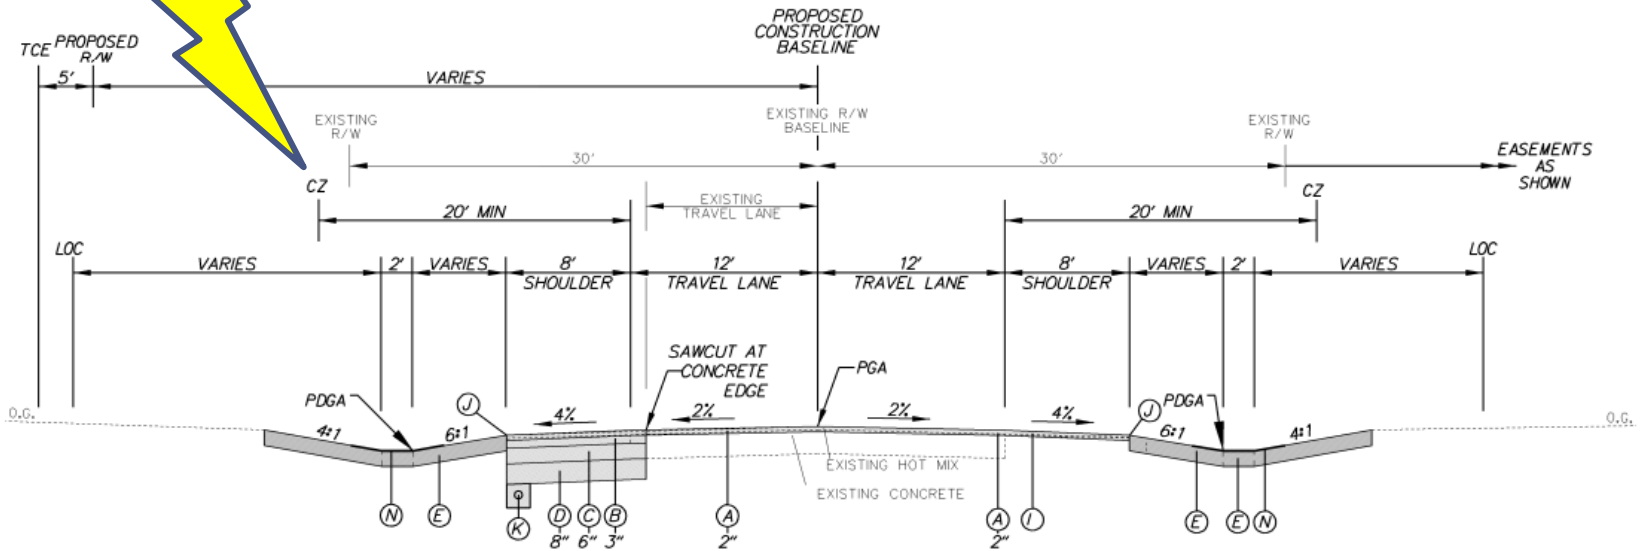 PROPOSED
CONSTRUCTION
BASELINE
TCE PROPOSED
R/W
5' VARIES
EXISTING
R/W
EXISTING R/W
BASELINE
EXISTING
R/W
30' 30'
EASEMENTS
AS
SHOWN
CZ CZ
EXISTING
TRAVEL LANE
20' MIN 20' MIN
LOC LOC
VARIES 2' VARIES 8' 12' 12' 8' VARIES 2' VARIES
SHOULDER TRAVEL LANE TRAVEL LANE SHOULDER
SAWCUT AT
CONCRETE
EDGE
PGA
PDGA J J PDGA
O.G. 4% 2% 2% 4% O.G.
4:1 6:1 6:1 4:1
EXISTING HOT MIX
EXISTING CONCRETE
N E K D C B A A I E E N
8" 6" 3" 2" 2"